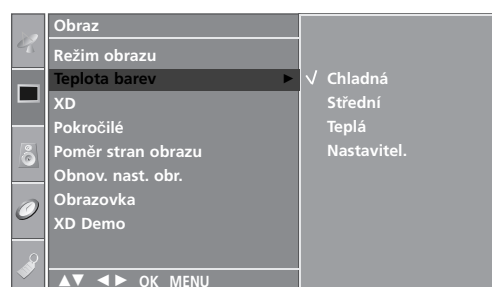 Obraz
Režim obrazu
Teplota barev ►
XD
Pokročilé
Poměr stran obrazu
Obnov. nast. obr.
Obrazovka
XD Demo
▲▼ ◄► OK MENU
√ Chladná
Střední
Teplá
Nastavitel.